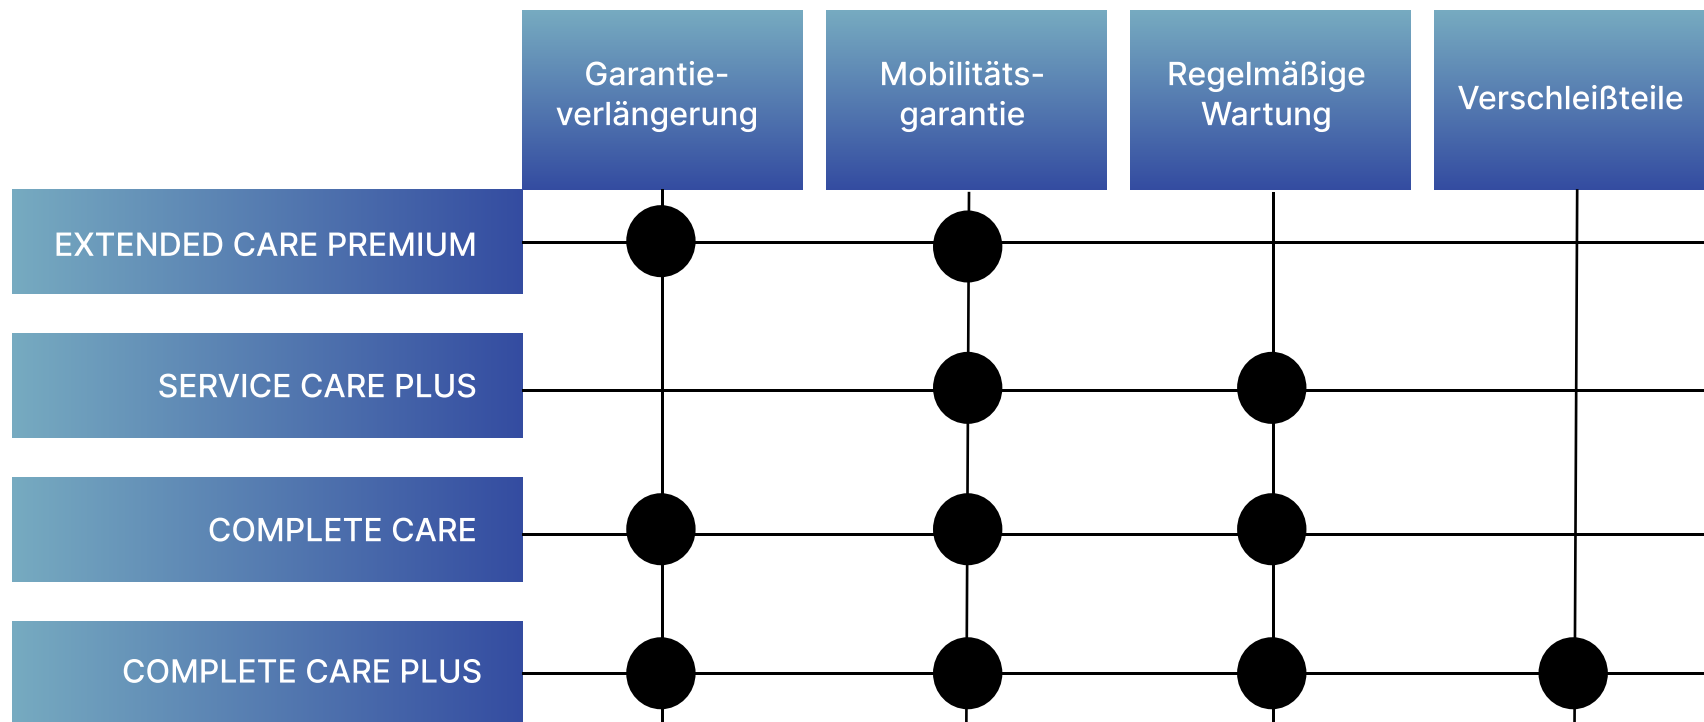 Garantie-
verlängerung
Mobilitäts-
garantie
Regelmäßige
Wartung
Verschleißteile
EXTENDED CARE PREMIUM
SERVICE CARE PLUS
COMPLETE CARE
COMPLETE CARE PLUS